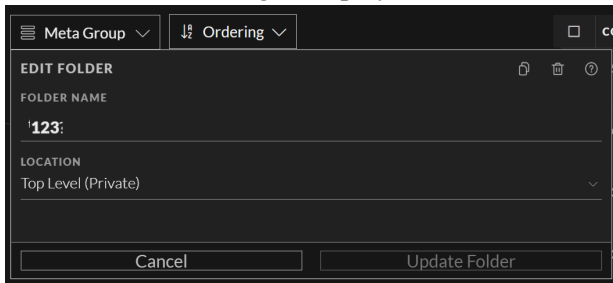 Meta Group
Ordering
EDIT FOLDER
FOLDER NAME
123
LOCATION
Top Level (Private)
Cancel
Update Folder